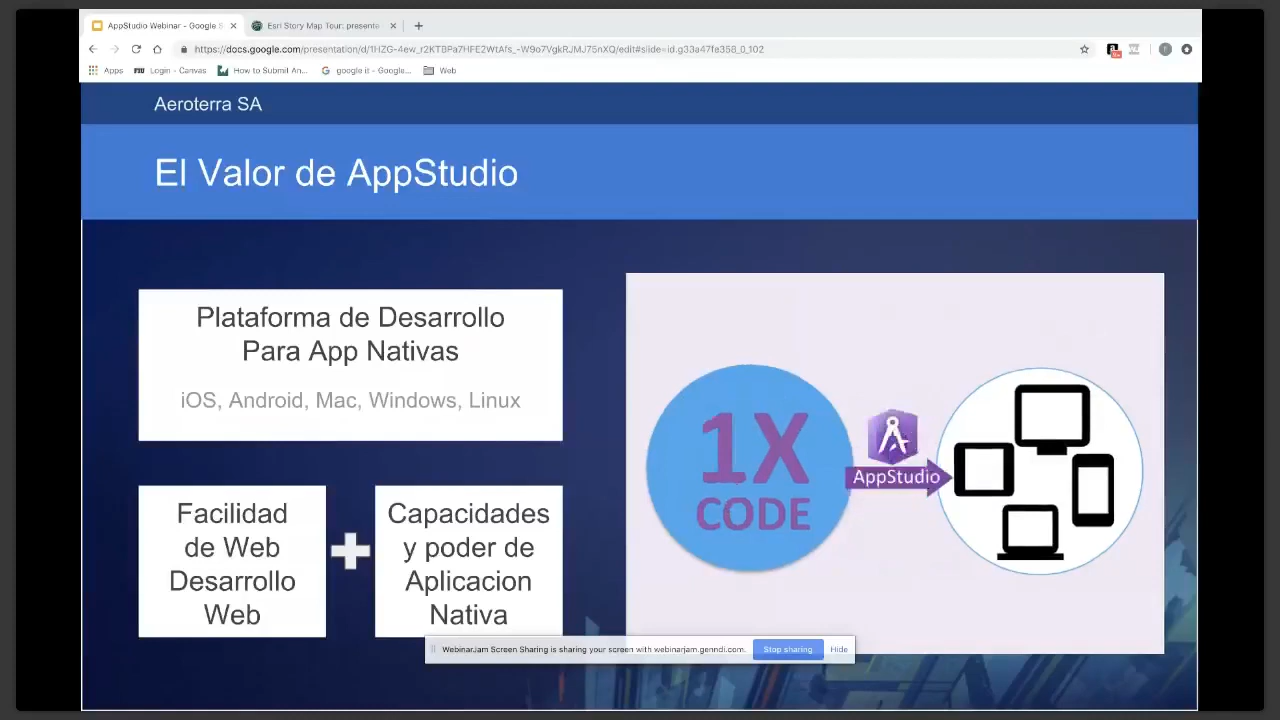 AppStudio Webinar - Google S
Esri Story Map Tour: presente
https://docs.google.com/presentation/d/1HZG-4ew_r2KTBPa7HFE2WtAfs_-W9o7VgkRJMJ75nXQ/edit#slide=id.g33a47fe358_0_102
Apps
FIU Login - Canvas
How to Submit An...
google it - Google...
Web
Aeroterra SA
El Valor de AppStudio
Plataforma de Desarrollo
Para App Nativas
iOS, Android, Mac, Windows, Linux
Facilidad
de Web
Desarrollo
Web
Capacidades
y poder de
Aplicacion
Nativa
1X
CODE
AppStudio
WebinarJam Screen Sharing is sharing your screen with webinarjam.genndi.com.
Stop sharing
Hide